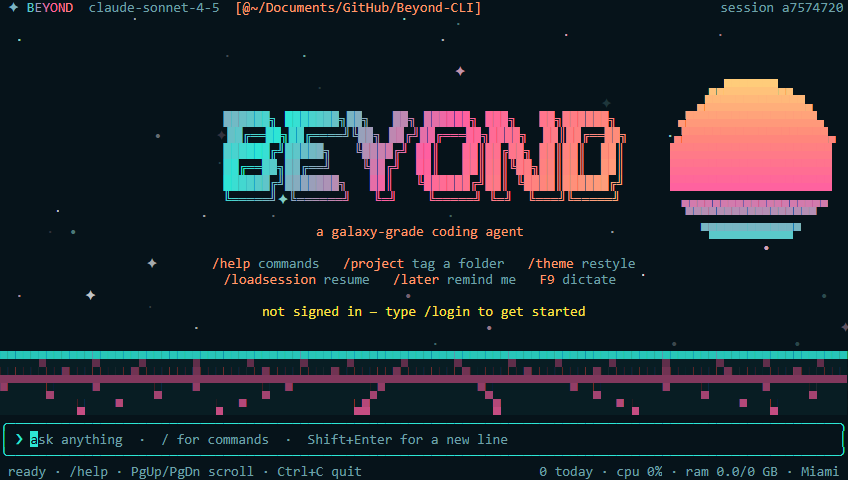 ✦ BEYOND claude-sonnet-4-5 [@~/Documents/GitHub/Beyond-CLI] session a7574720
BEYOND
a galaxy-grade coding agent
/help commands /project tag a folder /theme restyle
/loadsession resume /later remind me F9 dictate
not signed in — type /login to get started
❯ ask anything · / for commands · Shift+Enter for a new line
ready · /help · PgUp/PgDn scroll · Ctrl+C quit 0 today · cpu 0% · ram 0.0/0 GB · Miami